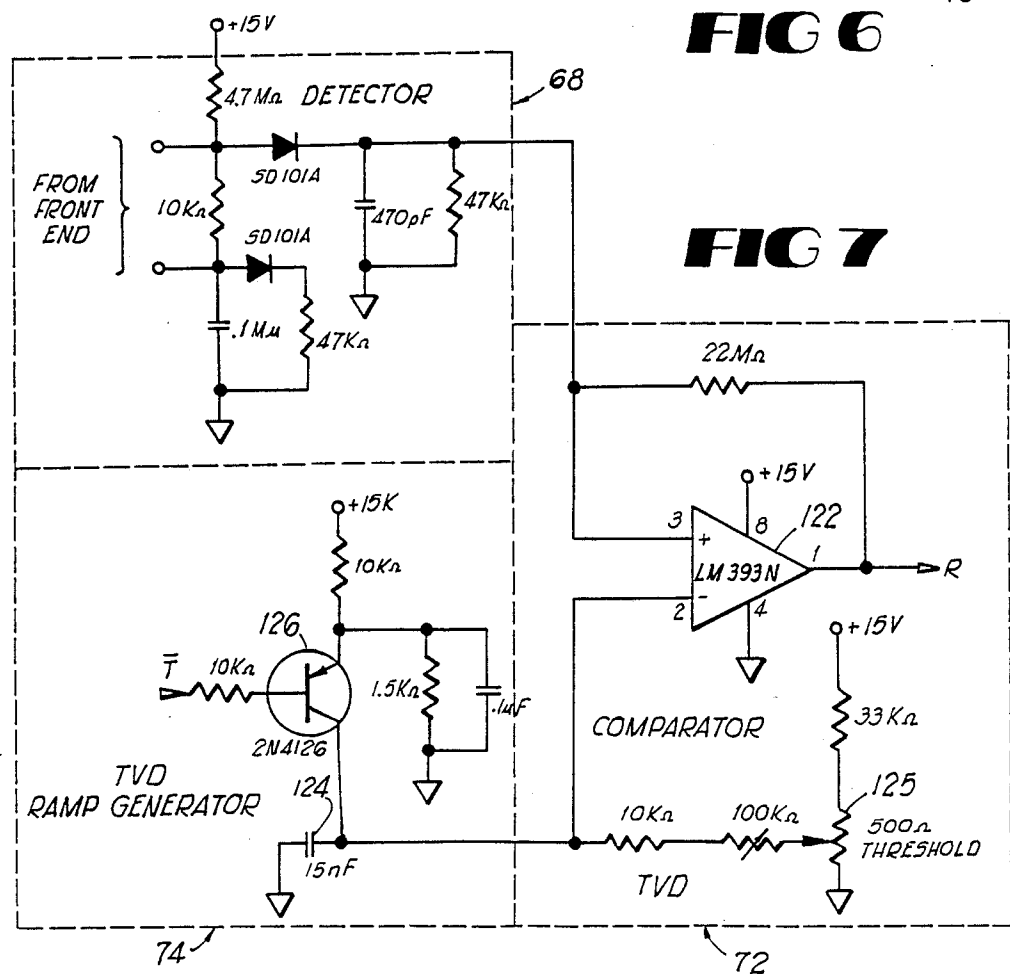 FIG 6
+15V
4.7MΩ
DETECTOR
68
FROM
FRONT
END
SD101A
10KΩ
SD101A
470pF
47KΩ
.1Mμ
47KΩ
FIG 7
22MΩ
+15V
3
8
122
+
LM393N
1
R
-
2
4
+15K
10KΩ
126
T̄
10KΩ
1.5KΩ
.1μF
2N4126
TVD
RAMP GENERATOR
124
15nF
COMPARATOR
+15V
33KΩ
125
10KΩ
100KΩ
500Ω
THRESHOLD
TVD
74
72